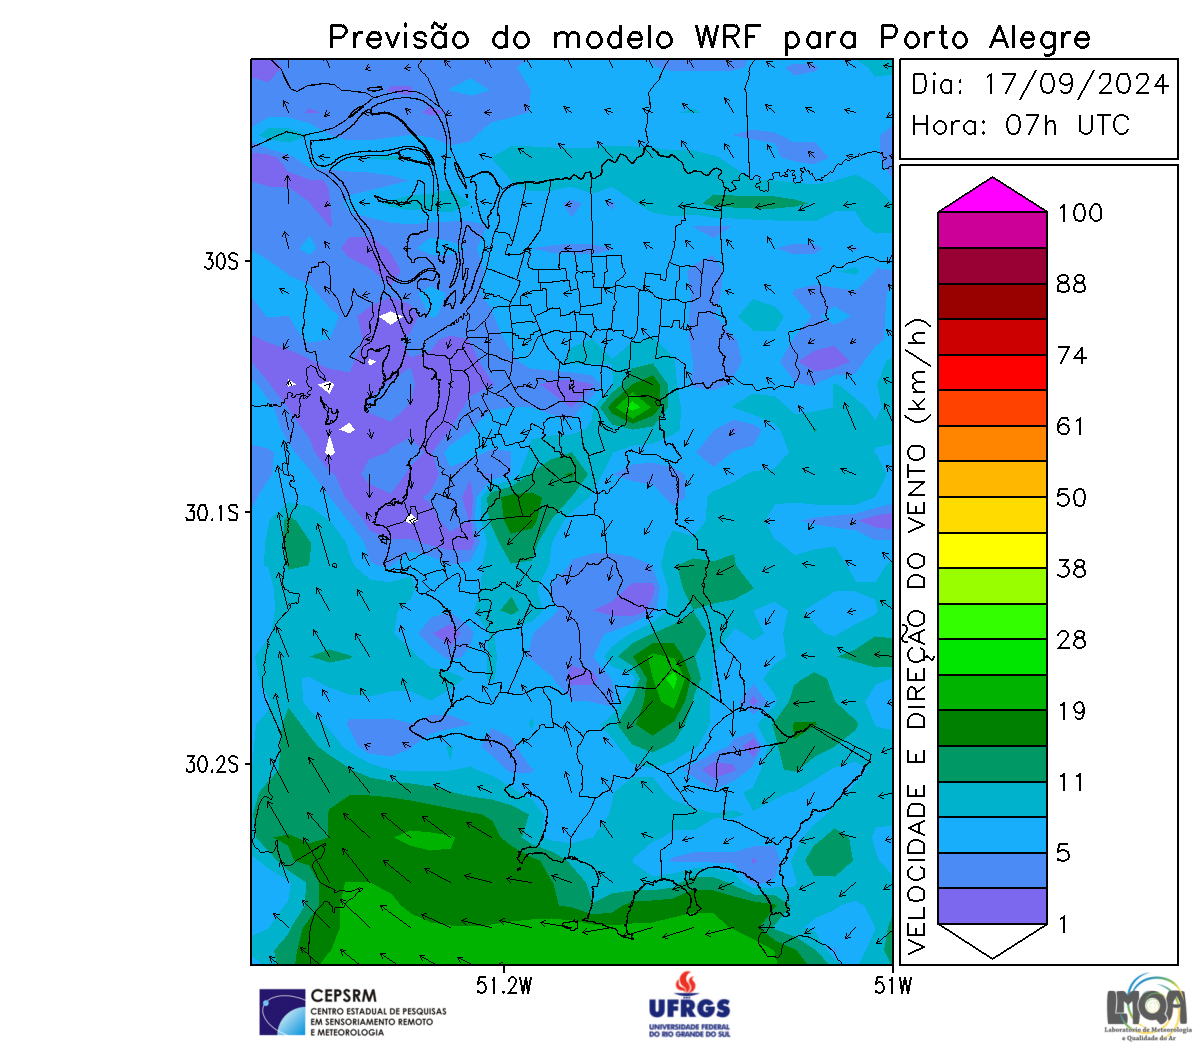 Previsão do modelo WRF para Porto Alegre
Dia: 17/09/2024
Hora: 07h UTC
30S
30.1S
30.2S
51.2W
51W
VELOCIDADE E DIREÇÃO DO VENTO (km/h)
100
88
74
61
50
38
28
19
11
5
1
CEPSRM
CENTRO ESTADUAL DE PESQUISAS
EM SENSORIAMENTO REMOTO
E METEOROLOGIA
UFRGS
UNIVERSIDADE FEDERAL
DO RIO GRANDE DO SUL
LMQA
Laboratório de Meteorologia
e Qualidade do Ar